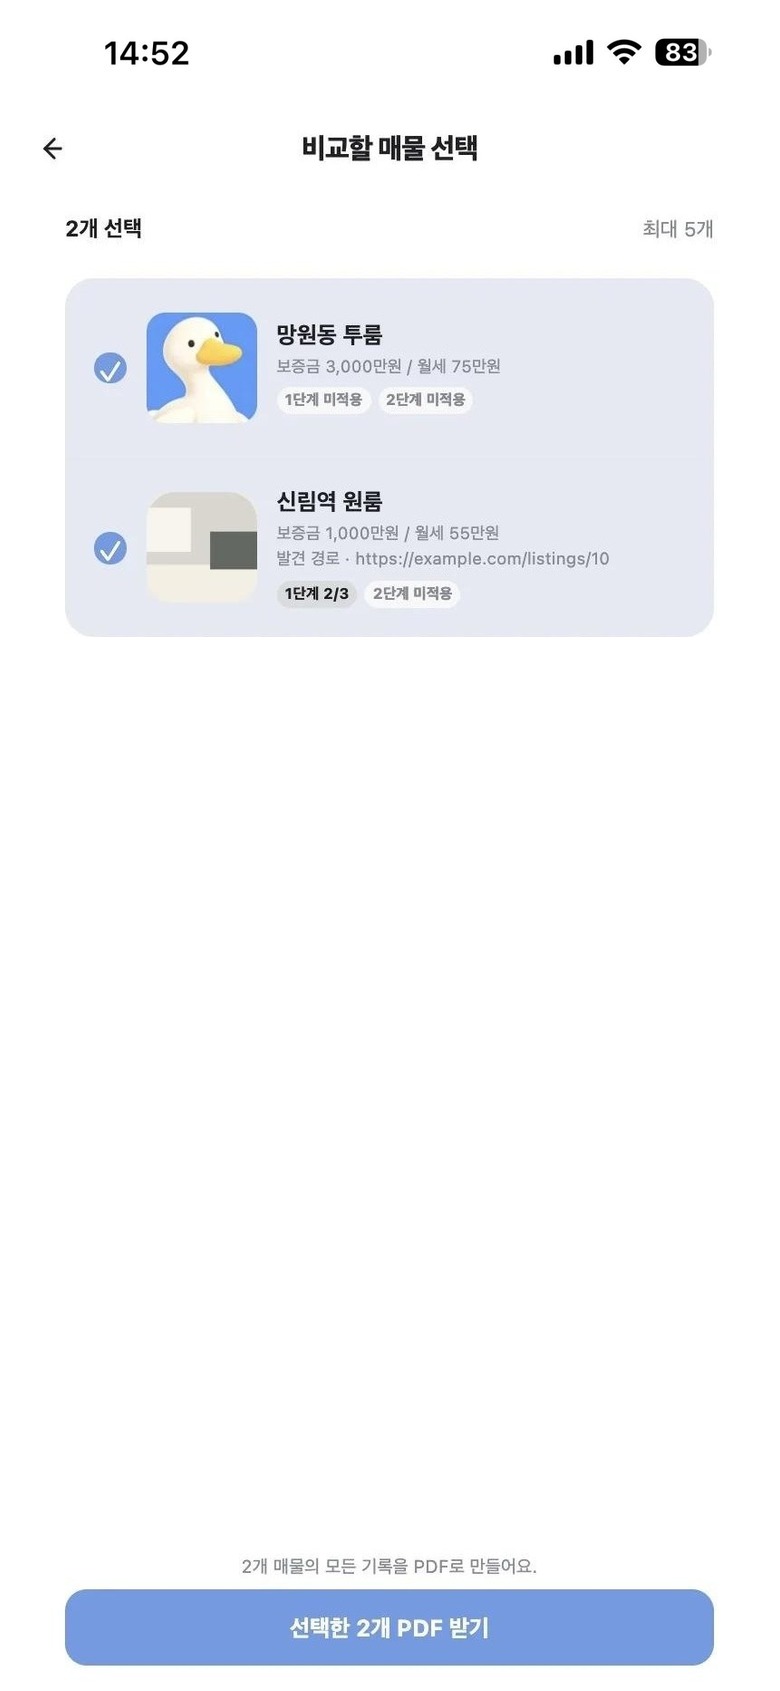 14:52
83
비교할 매물 선택
2개 선택
최대 5개
망원동 투룸
보증금 3,000만원 / 월세 75만원
1단계 미적용 2단계 미적용
신림역 원룸
보증금 1,000만원 / 월세 55만원
발견 경로 · https://example.com/listings/10
1단계 2/3 2단계 미적용
2개 매물의 모든 기록을 PDF로 만들어요.
선택한 2개 PDF 받기